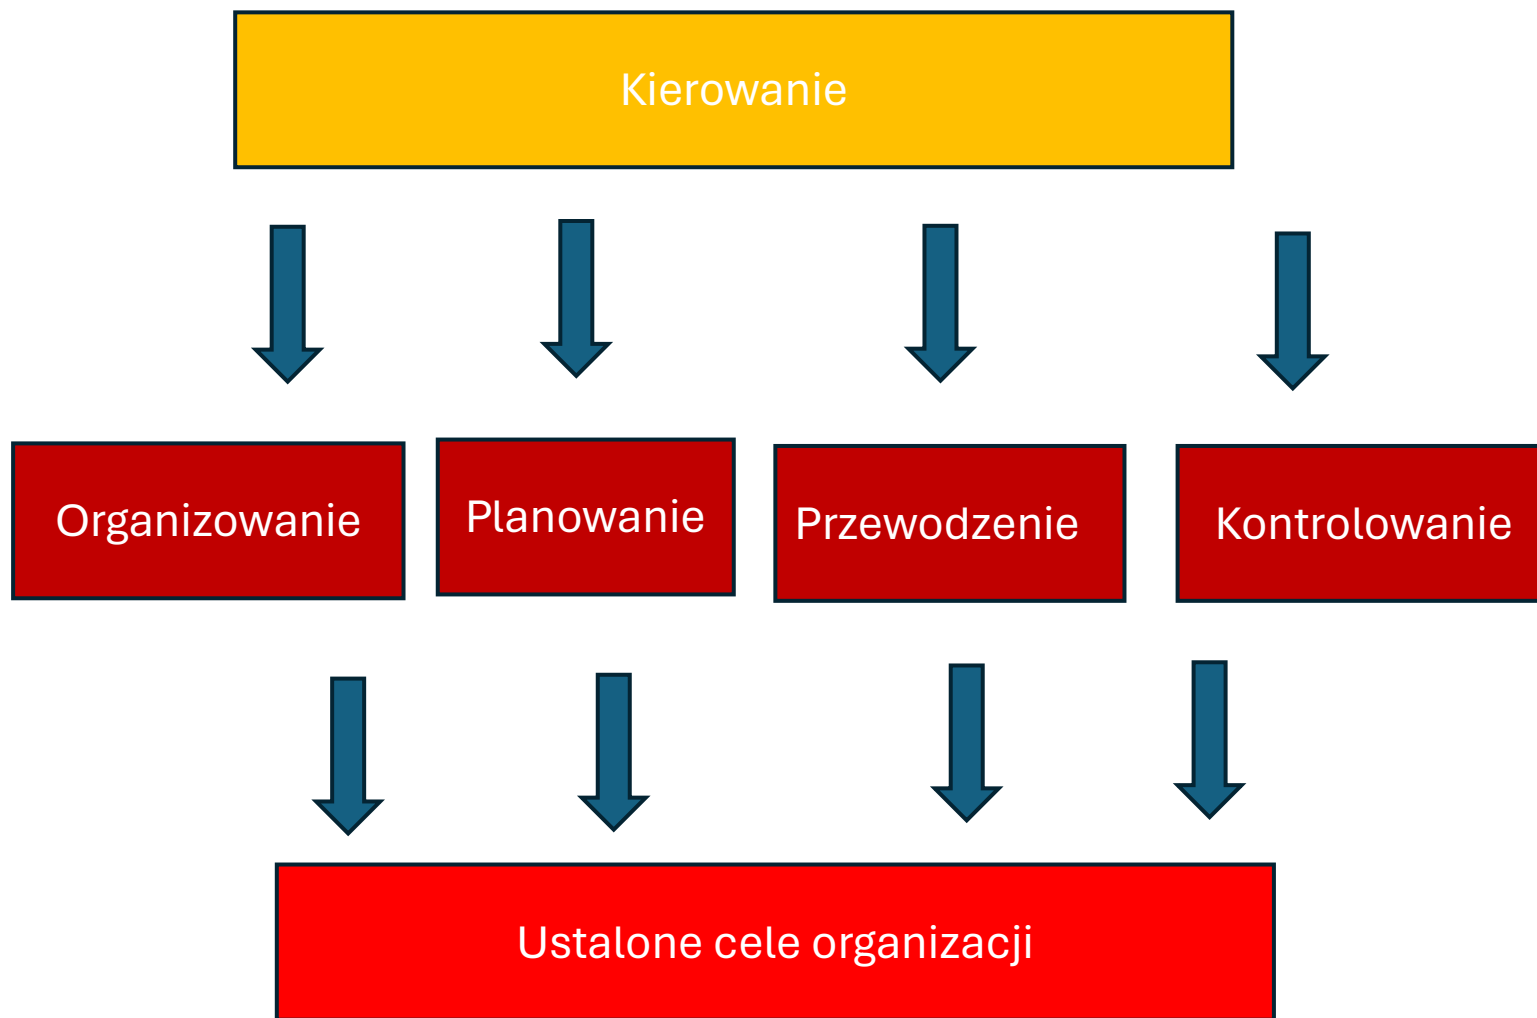 Kierowanie
Organizowanie
Planowanie
Przewodzenie
Kontrolowanie
Ustalone cele organizacji